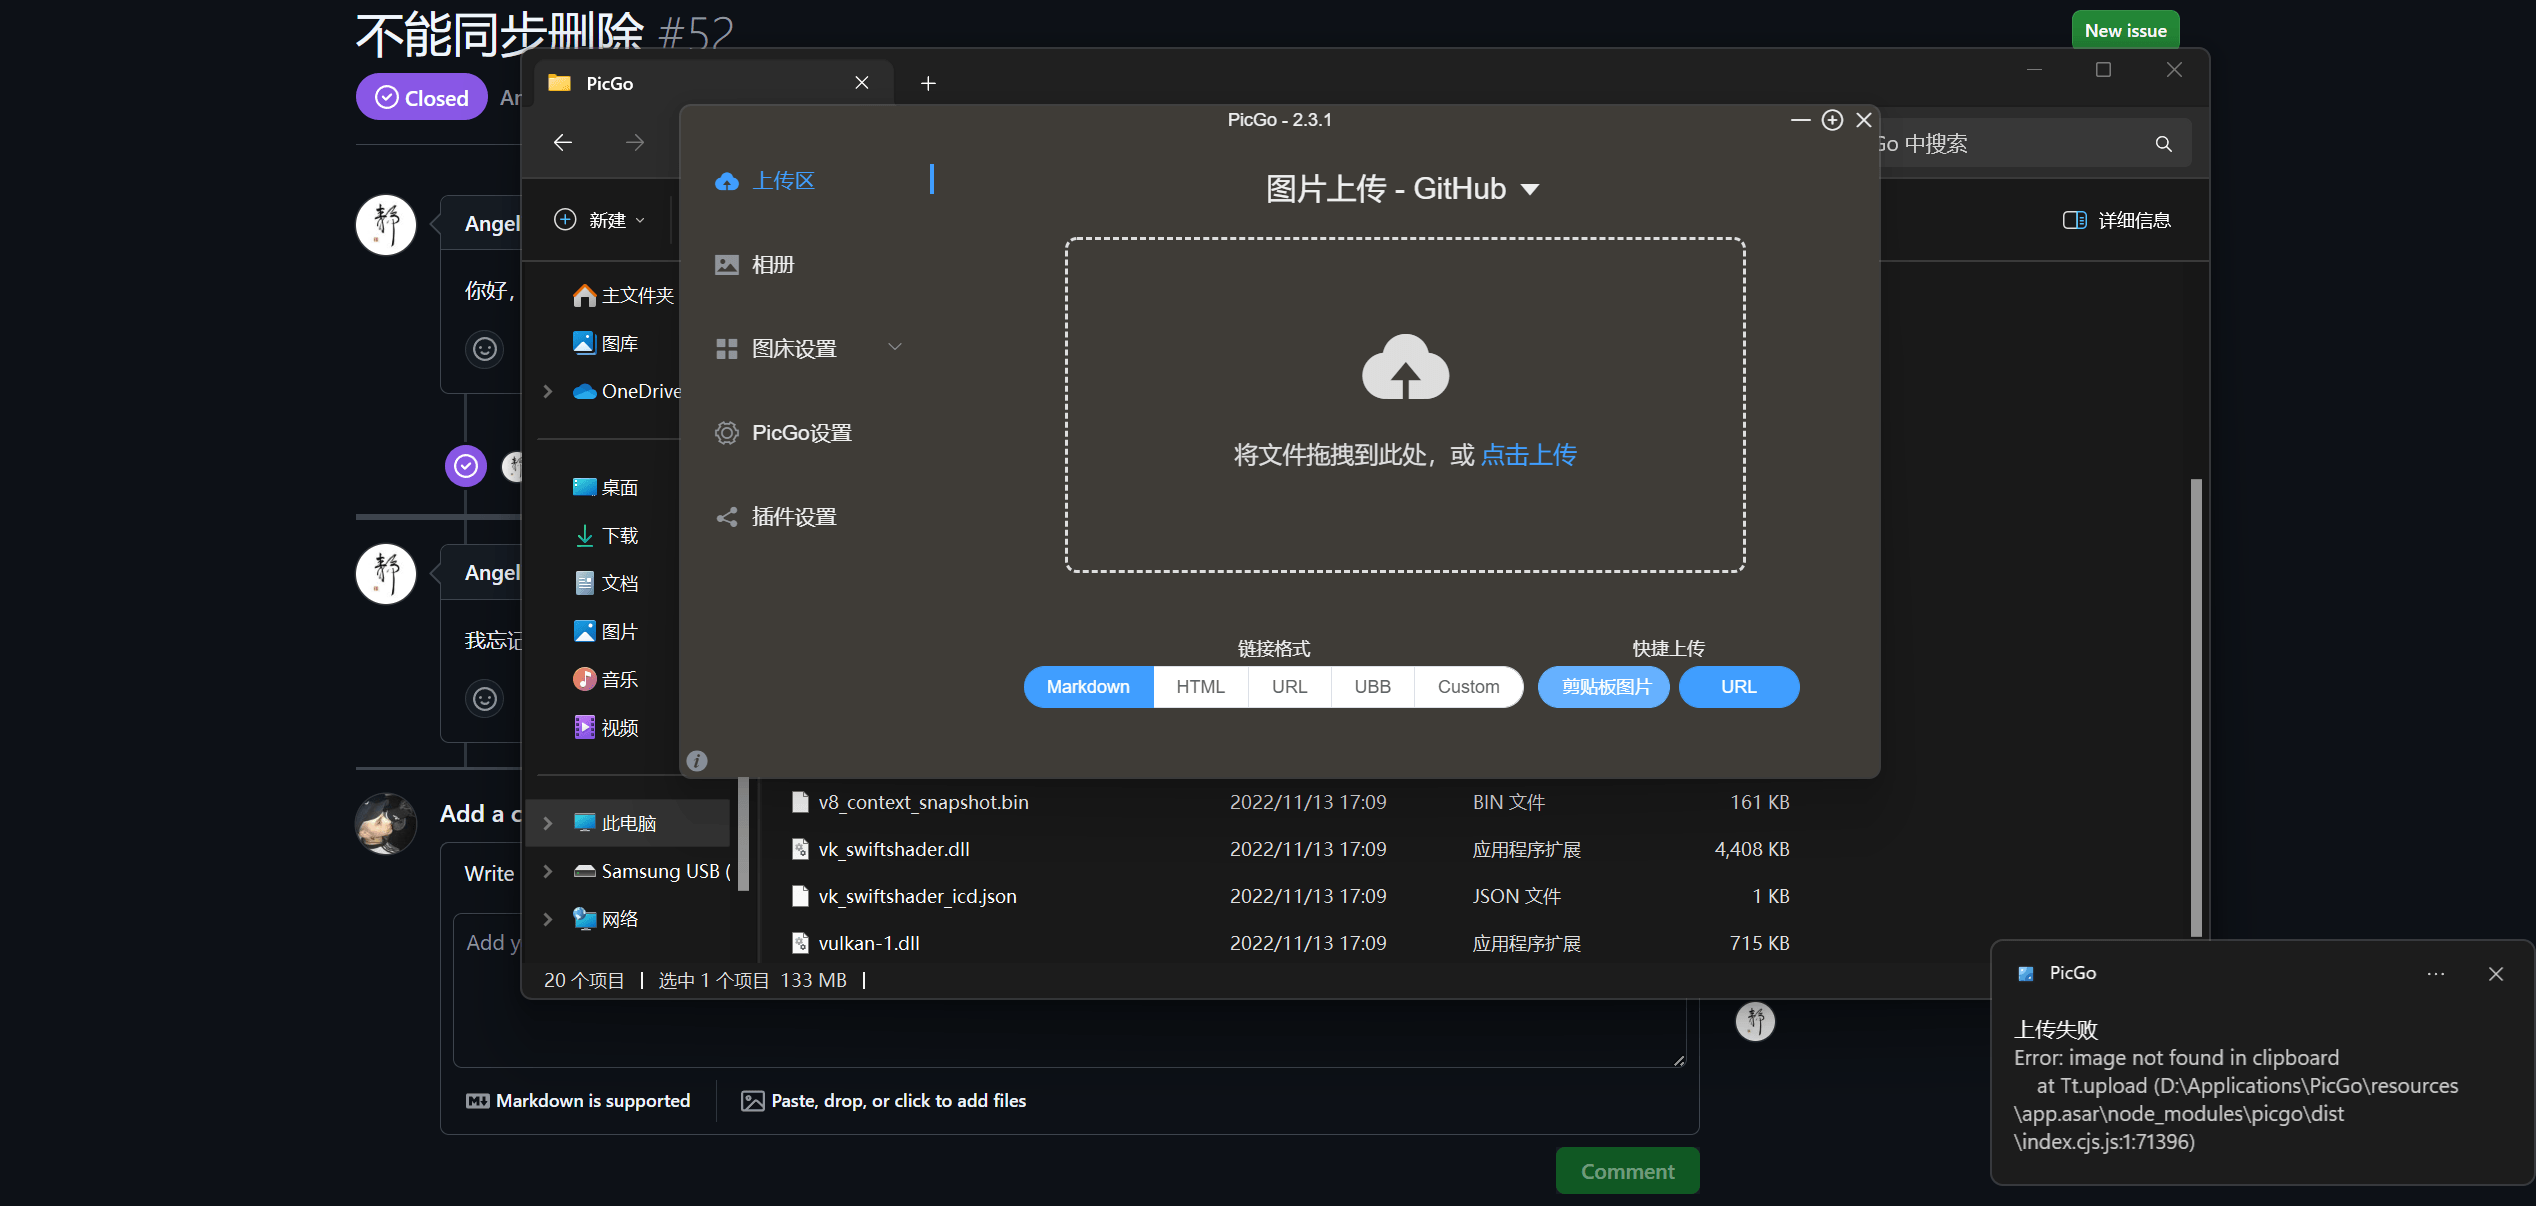 不能同步删除 #52
New issue
Closed
PicGo
PicGo - 2.3.1
中搜索
上传区
图片上传 - GitHub
Angel
新建
详细信息
相册
你好，
主文件夹
图库
图床设置
OneDrive
PicGo设置
将文件拖拽到此处，或 点击上传
桌面
插件设置
下载
Angel
文档
图片
我忘记
链接格式
快捷上传
音乐
Markdown HTML URL UBB Custom 剪贴板图片 URL
视频
v8_context_snapshot.bin 2022/11/13 17:09 BIN 文件 161 KB
Add a c
此电脑
vk_swiftshader.dll 2022/11/13 17:09 应用程序扩展 4,408 KB
Write
Samsung USB (
vk_swiftshader_icd.json 2022/11/13 17:09 JSON 文件 1 KB
网络
Add y
vulkan-1.dll 2022/11/13 17:09 应用程序扩展 715 KB
20 个项目 | 选中 1 个项目 133 MB |
PicGo
上传失败
Error: image not found in clipboard
at Tt.upload (D:\Applications\PicGo\resources
\app.asar\node_modules\picgo\dist
\index.cjs.js:1:71396)
Markdown is supported
Paste, drop, or click to add files
Comment